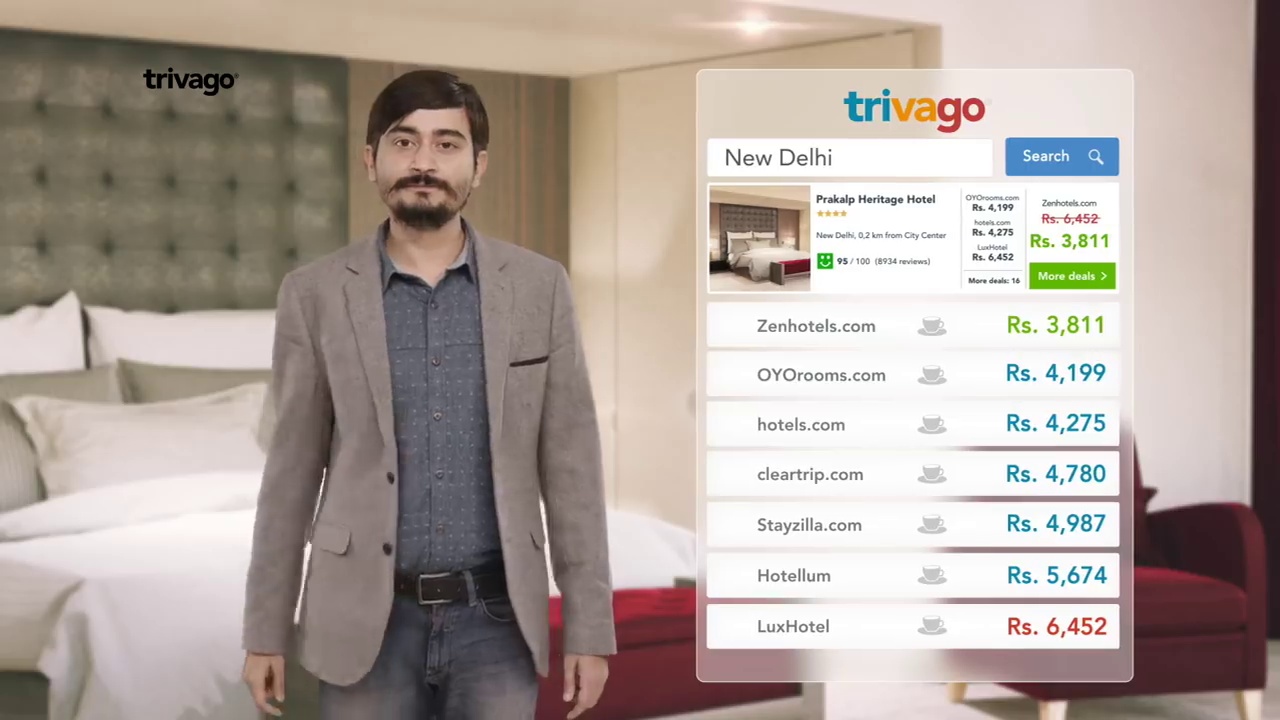 trivago
trivago
New Delhi
Search
Prakalp Heritage Hotel
New Delhi, 0,2 km from City Center
95 / 100 (8934 reviews)
OYOrooms.com
Rs. 4,199
hotels.com
Rs. 4,275
LuxHotel
Rs. 6,452
More deals: 16
Zenhotels.com
Rs. 6,452
Rs. 3,811
More deals >
Zenhotels.com Rs. 3,811
OYOrooms.com Rs. 4,199
hotels.com Rs. 4,275
cleartrip.com Rs. 4,780
Stayzilla.com Rs. 4,987
Hotellum Rs. 5,674
LuxHotel Rs. 6,452